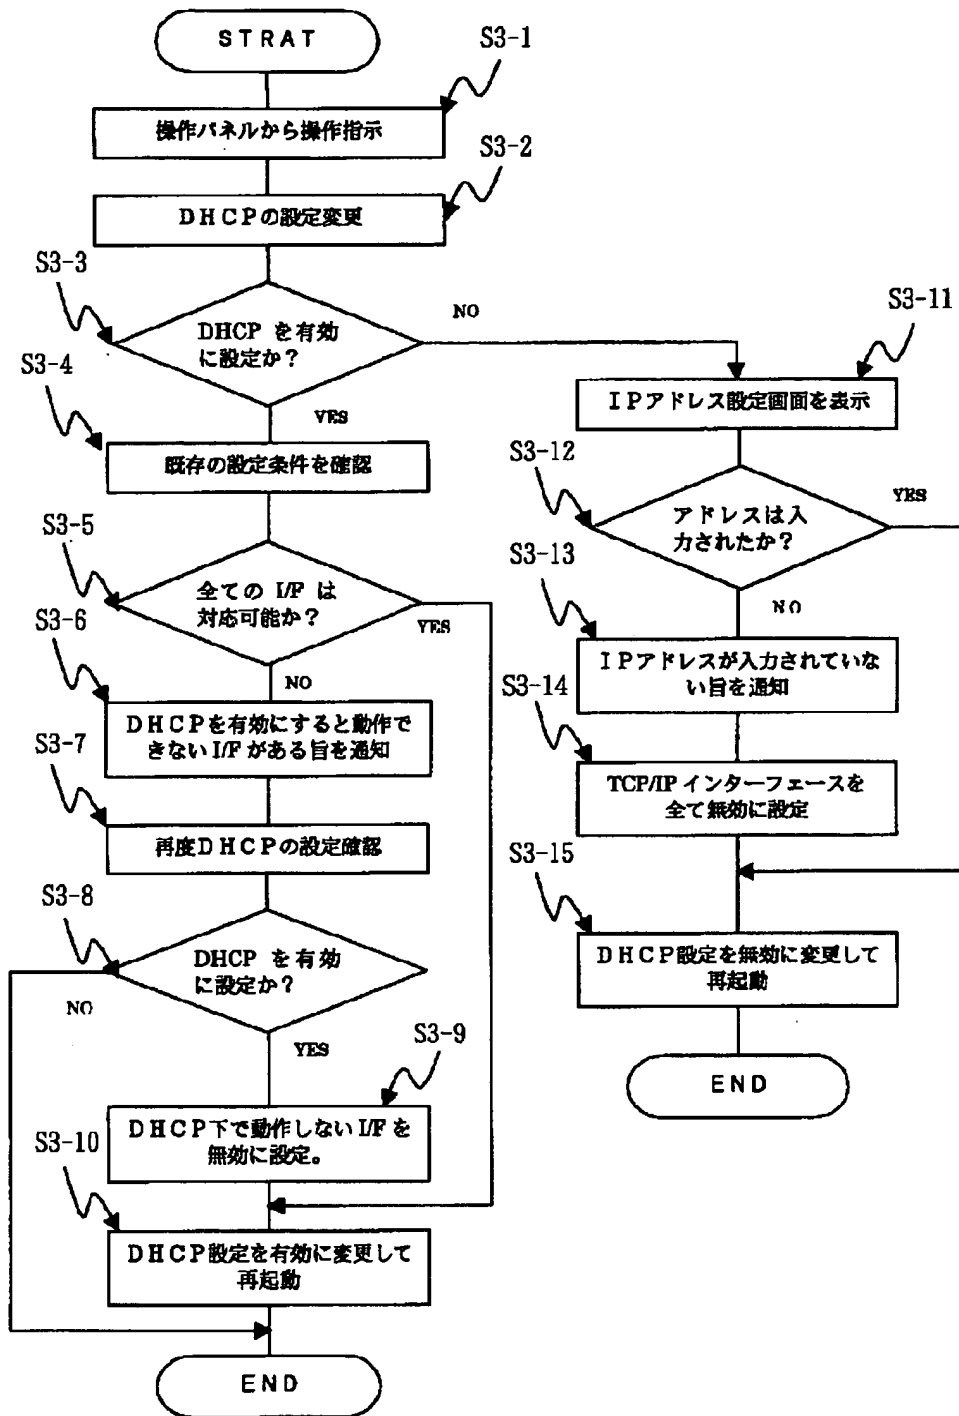 STRAT
S3-1
操作パネルから操作指示
S3-2
DHCPの設定変更
S3-3
DHCP を有効
に設定か?
NO
YES
S3-4
既存の設定条件を確認
S3-5
全ての I/F は
対応可能か?
YES
NO
S3-6
DHCPを有効にすると動作で
きない I/F がある旨を通知
S3-7
再度DHCPの設定確認
S3-8
DHCP を有効
に設定か?
NO
YES
S3-9
DHCP下で動作しない I/F を
無効に設定。
S3-10
DHCP設定を有効に変更して
再起動
END
S3-11
IPアドレス設定画面を表示
S3-12
アドレスは入
力されたか?
YES
NO
S3-13
IPアドレスが入力されていな
い旨を通知
S3-14
TCP/IP インターフェースを
全て無効に設定
S3-15
DHCP設定を無効に変更して
再起動
END